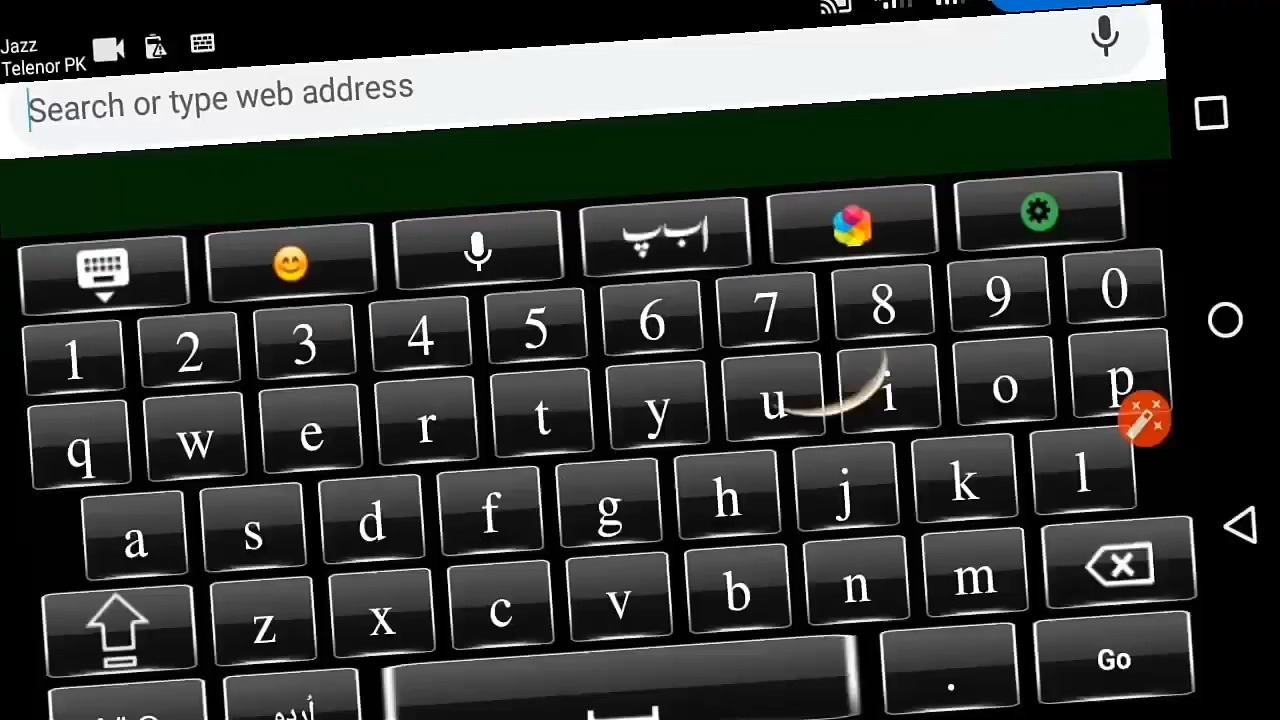 Jazz
Telenor PK
Search or type web address
اب پ
1 2 3 4 5 6 7 8 9 0
q w e r t y u i o p
a s d f g h j k l
z x c v b n m
اُردو . Go